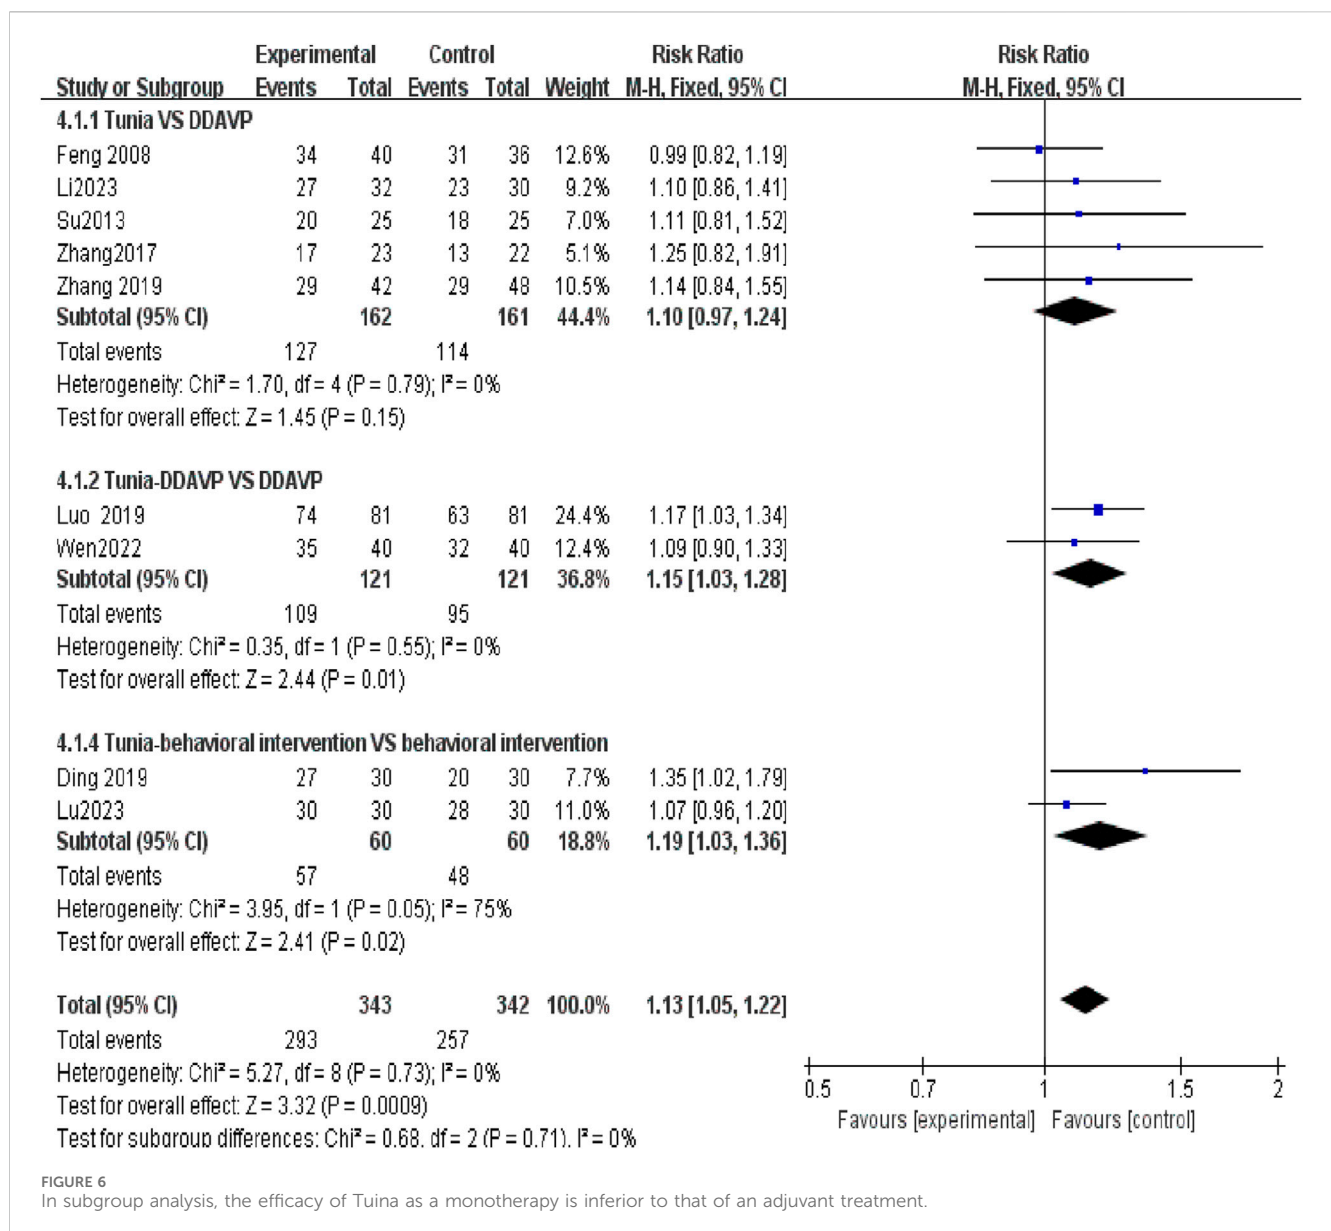 Experimental Control Risk Ratio Risk Ratio
Study or Subgroup Events Total Events Total Weight M-H, Fixed, 95% CI M-H, Fixed, 95% CI
4.1.1 Tunia VS DDAVP
Feng 2008 34 40 31 36 12.6% 0.99 [0.82, 1.19]
Li2023 27 32 23 30 9.2% 1.10 [0.86, 1.41]
Su2013 20 25 18 25 7.0% 1.11 [0.81, 1.52]
Zhang2017 17 23 13 22 5.1% 1.25 [0.82, 1.91]
Zhang 2019 29 42 29 48 10.5% 1.14 [0.84, 1.55]
Subtotal (95% CI) 162 161 44.4% 1.10 [0.97, 1.24]
Total events 127 114
Heterogeneity: Chi² = 1.70, df = 4 (P = 0.79); I² = 0%
Test for overall effect: Z = 1.45 (P = 0.15)
4.1.2 Tunia-DDAVP VS DDAVP
Luo 2019 74 81 63 81 24.4% 1.17 [1.03, 1.34]
Wen2022 35 40 32 40 12.4% 1.09 [0.90, 1.33]
Subtotal (95% CI) 121 121 36.8% 1.15 [1.03, 1.28]
Total events 109 95
Heterogeneity: Chi² = 0.35, df = 1 (P = 0.55); I² = 0%
Test for overall effect: Z = 2.44 (P = 0.01)
4.1.4 Tunia-behavioral intervention VS behavioral intervention
Ding 2019 27 30 20 30 7.7% 1.35 [1.02, 1.79]
Lu2023 30 30 28 30 11.0% 1.07 [0.96, 1.20]
Subtotal (95% CI) 60 60 18.8% 1.19 [1.03, 1.36]
Total events 57 48
Heterogeneity: Chi² = 3.95, df = 1 (P = 0.05); I² = 75%
Test for overall effect: Z = 2.41 (P = 0.02)
Total (95% CI) 343 342 100.0% 1.13 [1.05, 1.22]
Total events 293 257
Heterogeneity: Chi² = 5.27, df = 8 (P = 0.73); I² = 0%
Test for overall effect: Z = 3.32 (P = 0.0009)
Test for subgroup differences: Chi² = 0.68, df = 2 (P = 0.71), I² = 0%
0.5 0.7 1 1.5 2
Favours [experimental] Favours [control]
FIGURE 6
In subgroup analysis, the efficacy of Tuina as a monotherapy is inferior to that of an adjuvant treatment.